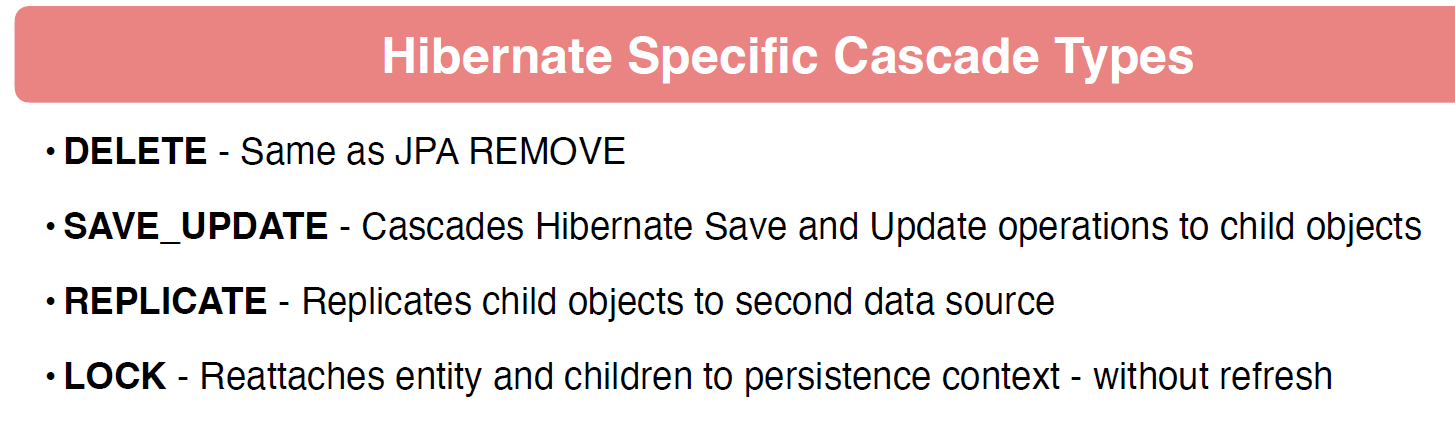 Hibernate Specific Cascade Types
• DELETE - Same as JPA REMOVE
• SAVE_UPDATE - Cascades Hibernate Save and Update operations to child objects
• REPLICATE - Replicates child objects to second data source
• LOCK - Reattaches entity and children to persistence context - without refresh